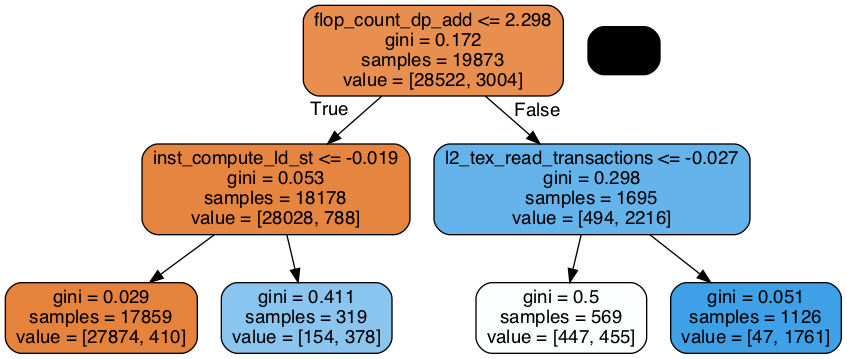 flop_count_dp_add <= 2.298
gini = 0.172
samples = 19873
value = [28522, 3004]
True
False
inst_compute_ld_st <= -0.019
gini = 0.053
samples = 18178
value = [28028, 788]
l2_tex_read_transactions <= -0.027
gini = 0.298
samples = 1695
value = [494, 2216]
gini = 0.029
samples = 17859
value = [27874, 410]
gini = 0.411
samples = 319
value = [154, 378]
gini = 0.5
samples = 569
value = [447, 455]
gini = 0.051
samples = 1126
value = [47, 1761]